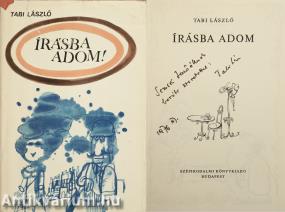 TABI LÁSZLÓ
ÍRÁSBA
ADOM!
Antikvarium.hu
TABI LÁSZLÓ
ÍRÁSBA ADOM
SZÉPIRODALMI KÖNYVKIADÓ
BUDAPEST